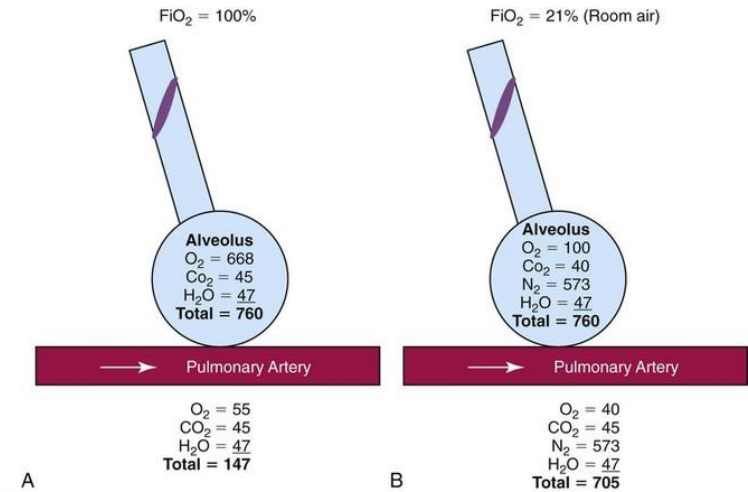 FiO₂ = 100%
Alveolus
O₂ = 668
Co₂ = 45
H₂O = 47
Total = 760
Pulmonary Artery
O₂ = 55
CO₂ = 45
H₂O = 47
Total = 147
A
FiO₂ = 21% (Room air)
Alveolus
O₂ = 100
Co₂ = 40
N₂ = 573
H₂O = 47
Total = 760
Pulmonary Artery
O₂ = 40
CO₂ = 45
N₂ = 573
H₂O = 47
Total = 705
B